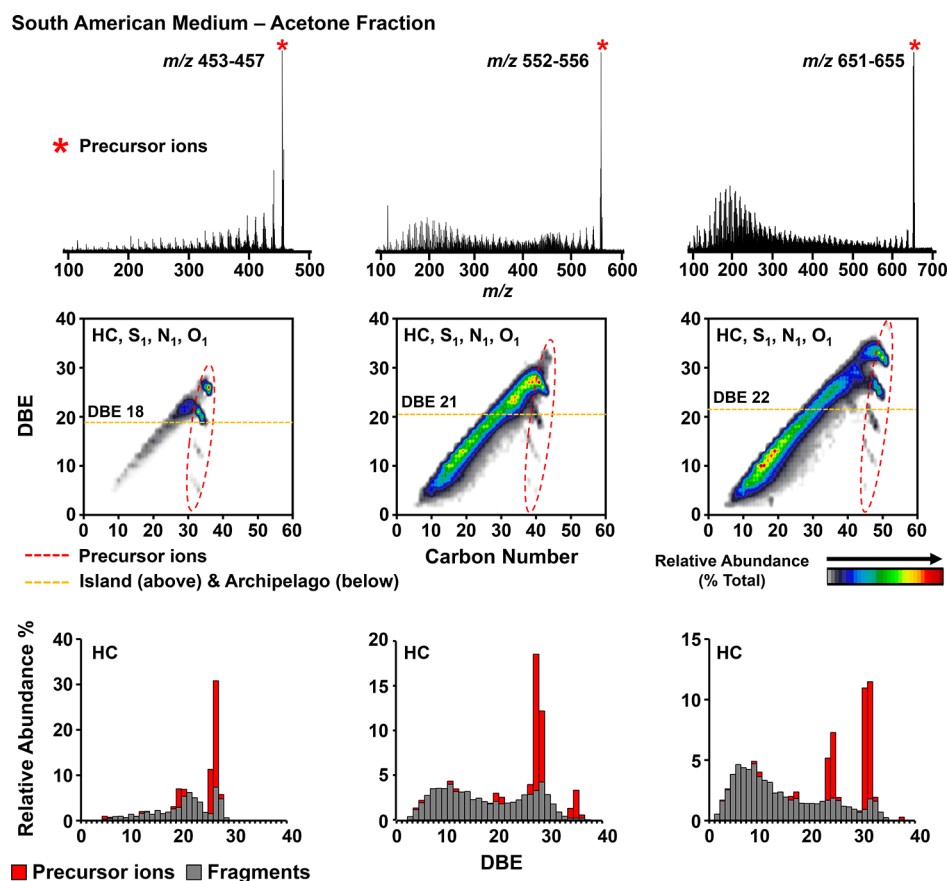 South American Medium – Acetone Fraction
m/z 453-457
m/z 552-556
m/z 651-655
* Precursor ions
100 200 300 400 500
100 200 300 400 500 600
100 200 300 400 500 600 700
m/z
HC, S1, N1, O1
HC, S1, N1, O1
HC, S1, N1, O1
DBE 18
DBE 21
DBE 22
DBE
40
30
20
10
0
0 10 20 30 40 50 60
40
30
20
10
0
0 10 20 30 40 50 60
40
30
20
10
0
0 10 20 30 40 50 60
Carbon Number
Precursor ions
Island (above) & Archipelago (below)
Relative Abundance
(% Total)
Relative Abundance %
HC
40
30
20
10
0
0 10 20 30 40
HC
20
15
10
5
0
0 10 20 30 40
HC
15
10
5
0
0 10 20 30 40
DBE
Precursor ions Fragments